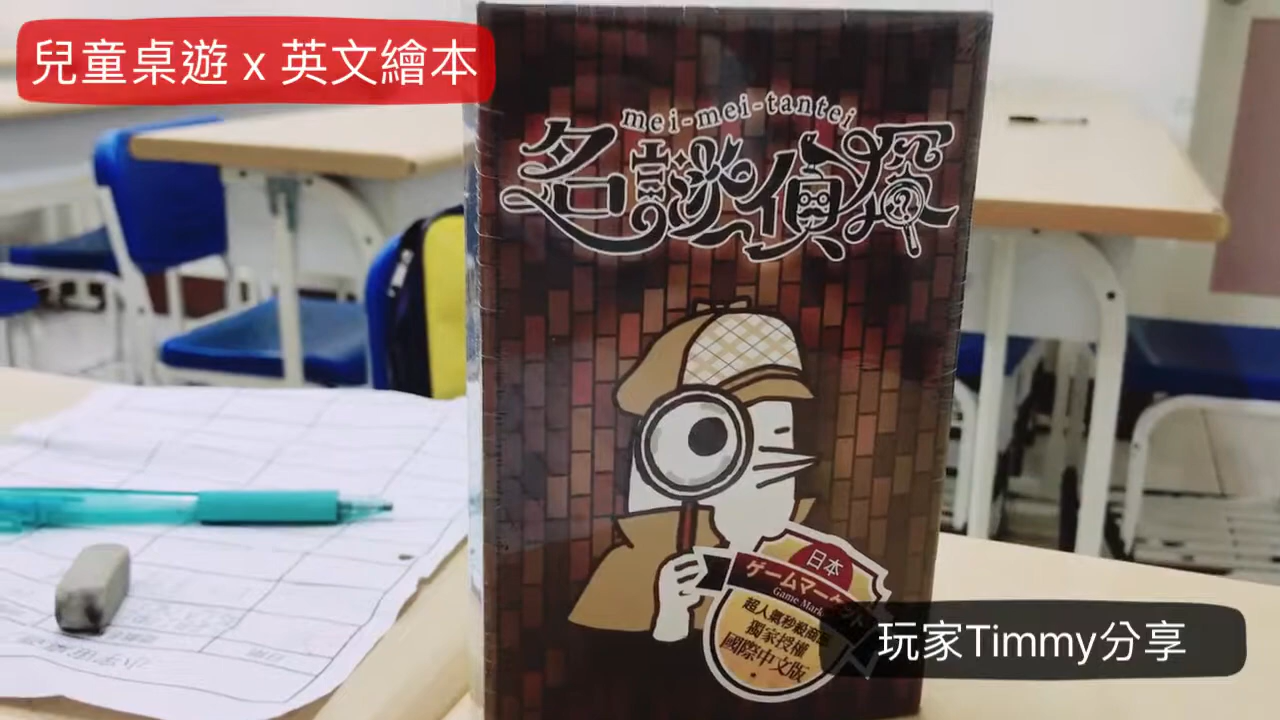 兒童桌遊 x 英文繪本
mei-mei-tantei
名談偵探
日本
ゲームマーケット
Game Mark
超人氣秒殺商品
獨家授權
國際中文版
玩家Timmy分享